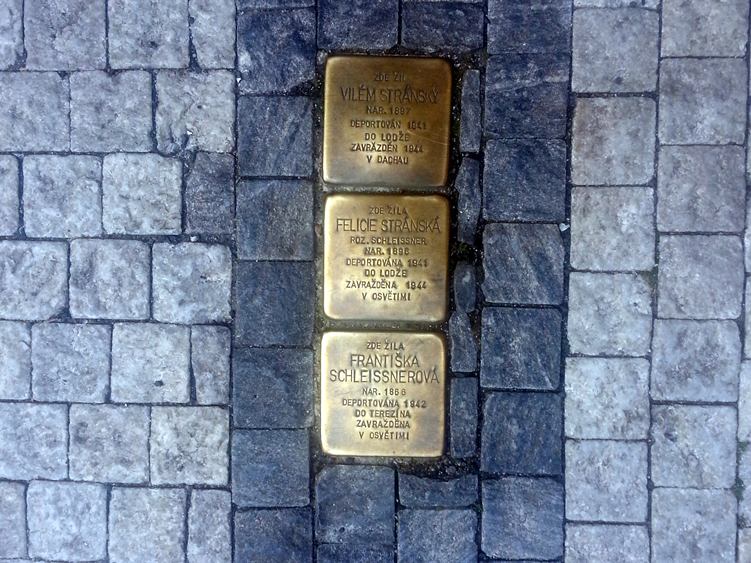 ZDE ŽIL
VILÉM STRÁNSKÝ
NAR. 1897
DEPORTOVÁN 1941
DO LODŽE
ZAVRAŽDĚN 1944
V DACHAU
ZDE ŽILA
FELICIE STRÁNSKÁ
ROZ. SCHLEISSNER
NAR. 1896
DEPORTOVÁNA 1941
DO LODŽE
ZAVRAŽDĚNA 1944
V OSVĚTIMI
ZDE ŽILA
FRANTIŠKA
SCHLEISSNEROVÁ
NAR. 1866
DEPORTOVÁNA 1942
DO TEREZÍNA
ZAVRAŽDĚNA
V OSVĚTIMI